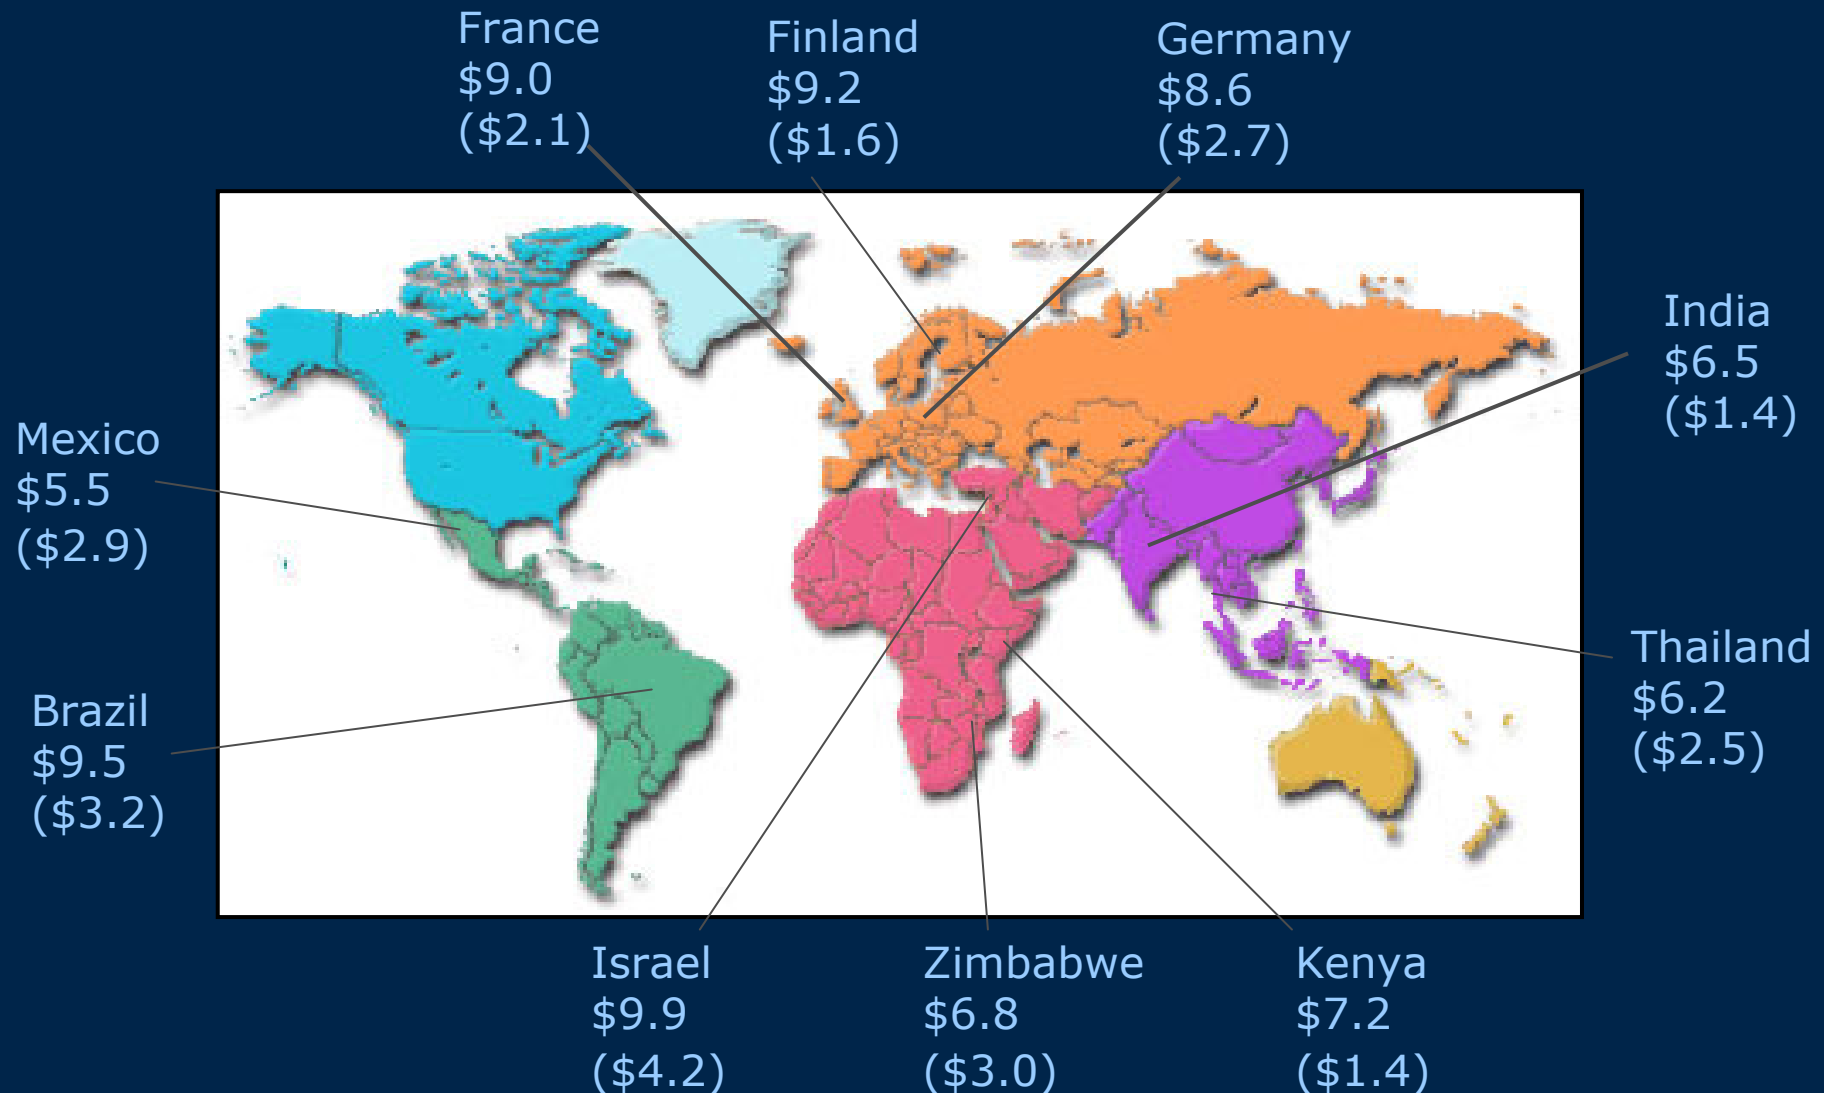 France
$9.0
($2.1)
Finland
$9.2
($1.6)
Germany
$8.6
($2.7)
India
$6.5
($1.4)
Mexico
$5.5
($2.9)
Thailand
$6.2
($2.5)
Brazil
$9.5
($3.2)
Israel
$9.9
($4.2)
Zimbabwe
$6.8
($3.0)
Kenya
$7.2
($1.4)